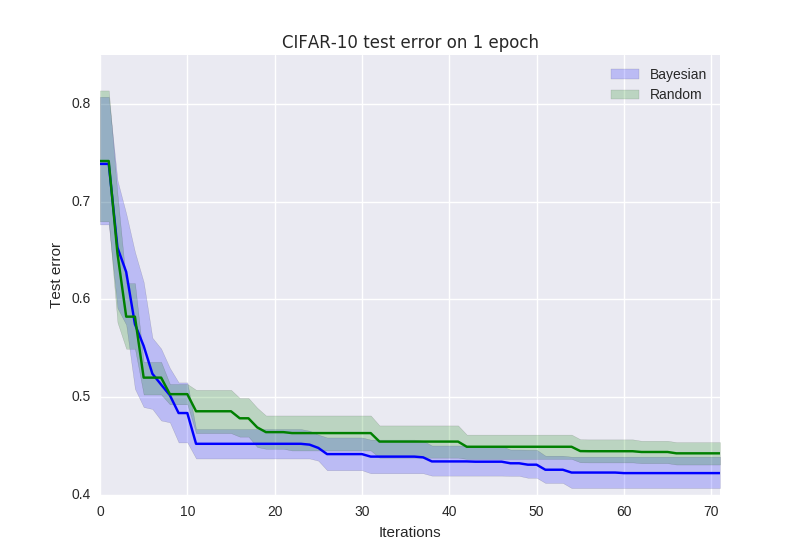 CIFAR-10 test error on 1 epoch
Bayesian
Random
0.8
0.7
0.6
0.5
0.4
Test error
0 10 20 30 40 50 60 70
Iterations